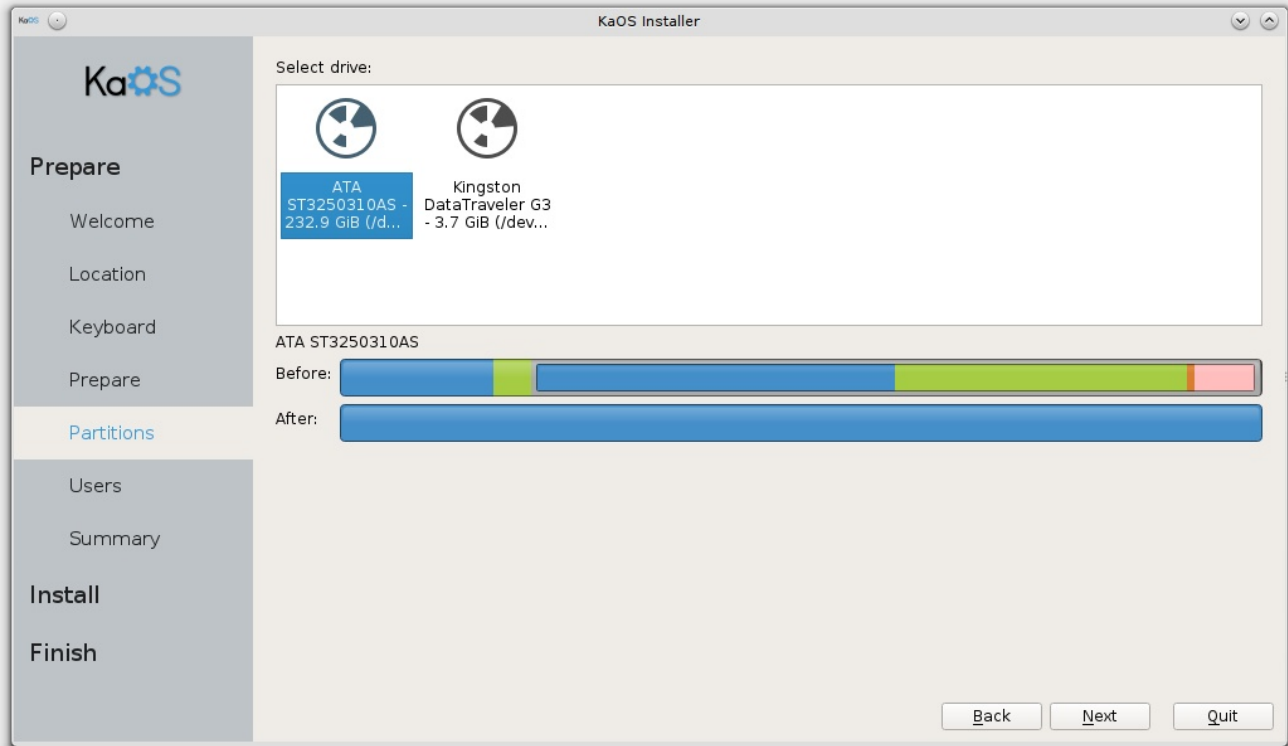 KaOS
KaOS Installer
KaOS
Prepare
Welcome
Location
Keyboard
Prepare
Partitions
Users
Summary
Install
Finish
Select drive:
ATA
ST3250310AS -
232.9 GiB (/d...
Kingston
DataTraveler G3
- 3.7 GiB (/dev...
ATA ST3250310AS
Before:
After:
Back
Next
Quit